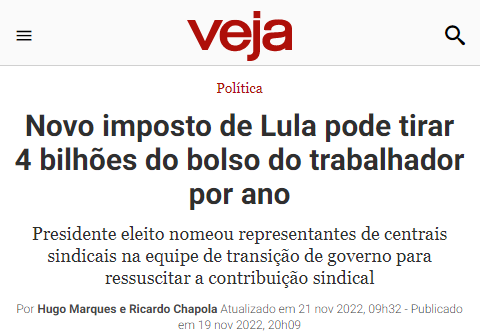 veja
Política
Novo imposto de Lula pode tirar
4 bilhões do bolso do trabalhador
por ano
Presidente eleito nomeou representantes de centrais
sindicais na equipe de transição de governo para
ressuscitar a contribuição sindical
Por Hugo Marques e Ricardo Chapola Atualizado em 21 nov 2022, 09h32 - Publicado
em 19 nov 2022, 20h09